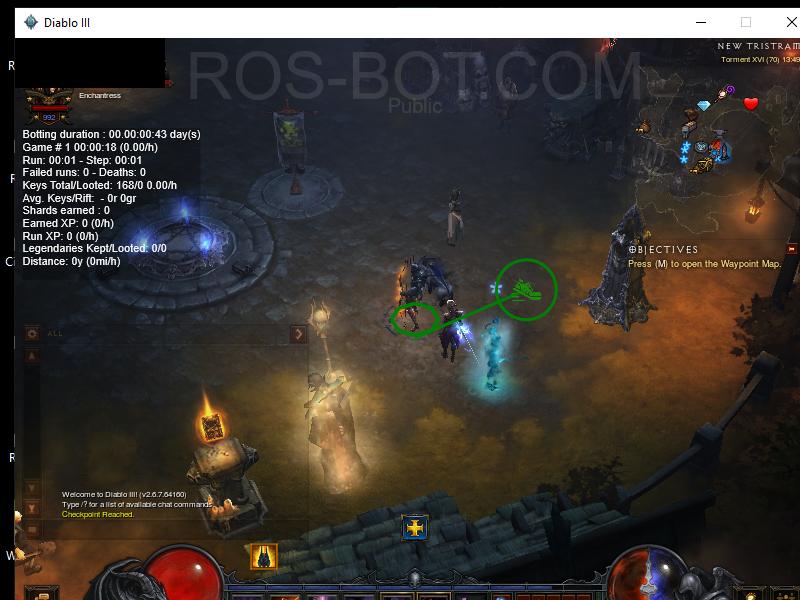 Diablo III
R
NEW TRISTRAM
Torment XVI (70) 13:49
ROS-BOT.COM
Public
Enchantress
992
Botting duration : 00.00:00:43 day(s)
Game # 1 00:00:18 (0.00/h)
Run: 00:01 - Step: 00:01
Failed runs: 0 - Deaths: 0
Keys Total/Looted: 168/0 0.00/h
Avg. Keys/Rift: - 0r 0gr
Shards earned : 0
Earned XP: 0 (0/h)
Run XP: 0 (0/h)
Legendaries Kept/Looted: 0/0
Distance: 0y (0mi/h)
OBJECTIVES
Press (M) to open the Waypoint Map.
ALL
Welcome to Diablo III! (v2.6.7.64160)
Type /? for a list of available chat commands
Checkpoint Reached.